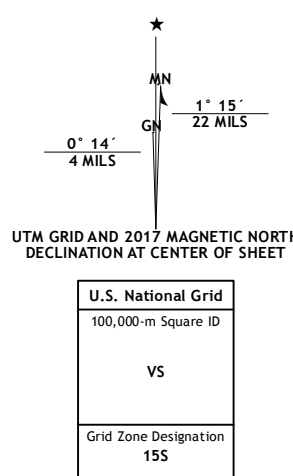 ★
MN
1° 15´
22 MILS
GN
0° 14´
4 MILS
UTM GRID AND 2017 MAGNETIC NORTH
DECLINATION AT CENTER OF SHEET
U.S. National Grid
100,000-m Square ID
VS
Grid Zone Designation
15S